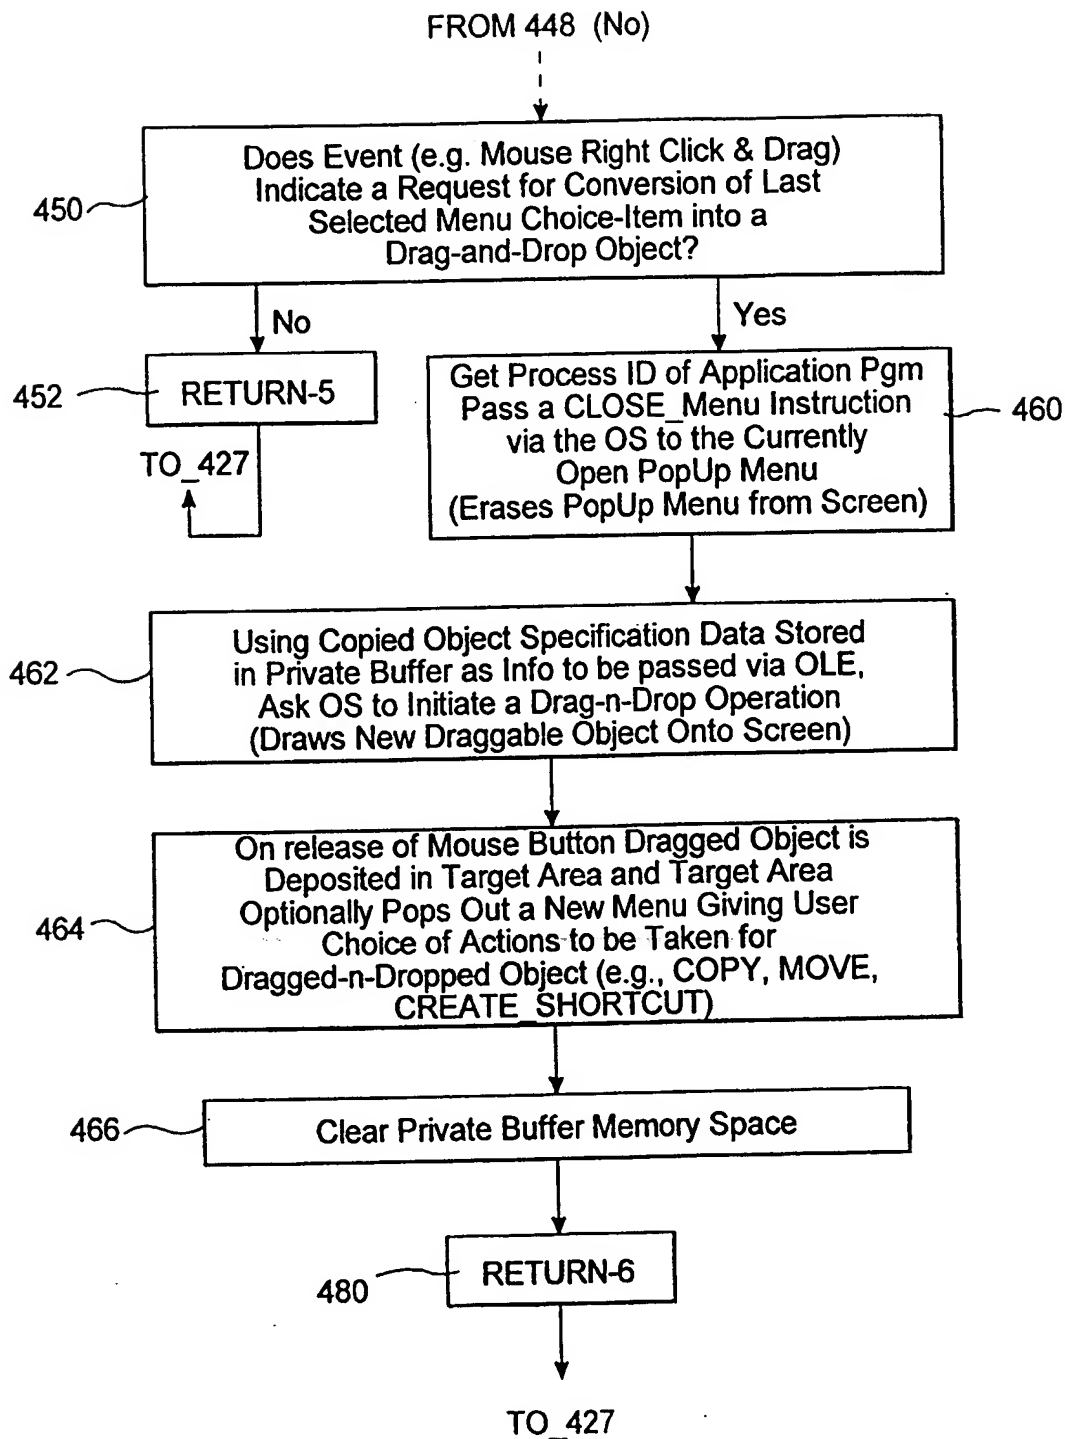 FROM 448 (No)
450
Does Event (e.g. Mouse Right Click & Drag)
Indicate a Request for Conversion of Last
Selected Menu Choice-Item into a
Drag-and-Drop Object?
No
Yes
452
RETURN-5
TO_427
Get Process ID of Application Pgm
Pass a CLOSE_Menu Instruction
via the OS to the Currently
Open PopUp Menu
(Erases PopUp Menu from Screen)
460
462
Using Copied Object Specification Data Stored
in Private Buffer as Info to be passed via OLE,
Ask OS to Initiate a Drag-n-Drop Operation
(Draws New Draggable Object Onto Screen)
464
On release of Mouse Button Dragged Object is
Deposited in Target Area and Target Area
Optionally Pops Out a New Menu Giving User
Choice of Actions to be Taken for
Dragged-n-Dropped Object (e.g., COPY, MOVE,
CREATE_SHORTCUT)
466
Clear Private Buffer Memory Space
480
RETURN-6
TO_427